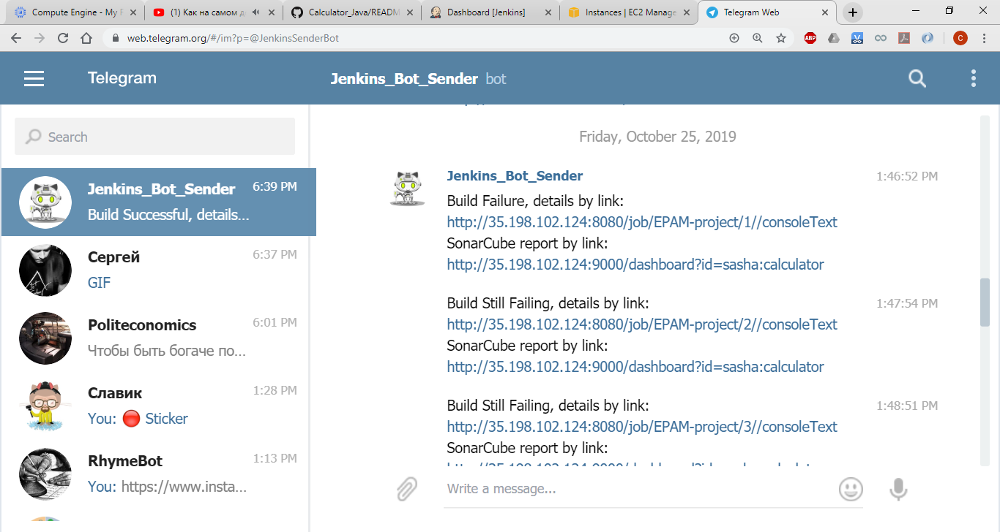 Compute Engine - My F
(1) Как на самом д
Calculator_Java/READM
Dashboard [Jenkins]
Instances | EC2 Manage
Telegram Web
web.telegram.org/#/im?p=@JenkinsSenderBot
ABP
C
Telegram
Jenkins_Bot_Sender bot
Search
Jenkins_Bot_Sender 6:39 PM
Build Successful, details...
Сергей 6:37 PM
GIF
Politeconomics 6:01 PM
Чтобы быть богаче по...
Славик 1:28 PM
You: 🔴 Sticker
RhymeBot 1:13 PM
You: https://www.insta...
Friday, October 25, 2019
Jenkins_Bot_Sender 1:46:52 PM
Build Failure, details by link:
http://35.198.102.124:8080/job/EPAM-project/1//consoleText
SonarCube report by link:
http://35.198.102.124:9000/dashboard?id=sasha:calculator
Build Still Failing, details by link: 1:47:54 PM
http://35.198.102.124:8080/job/EPAM-project/2//consoleText
SonarCube report by link:
http://35.198.102.124:9000/dashboard?id=sasha:calculator
Build Still Failing, details by link: 1:48:51 PM
http://35.198.102.124:8080/job/EPAM-project/3//consoleText
SonarCube report by link:
Write a message...